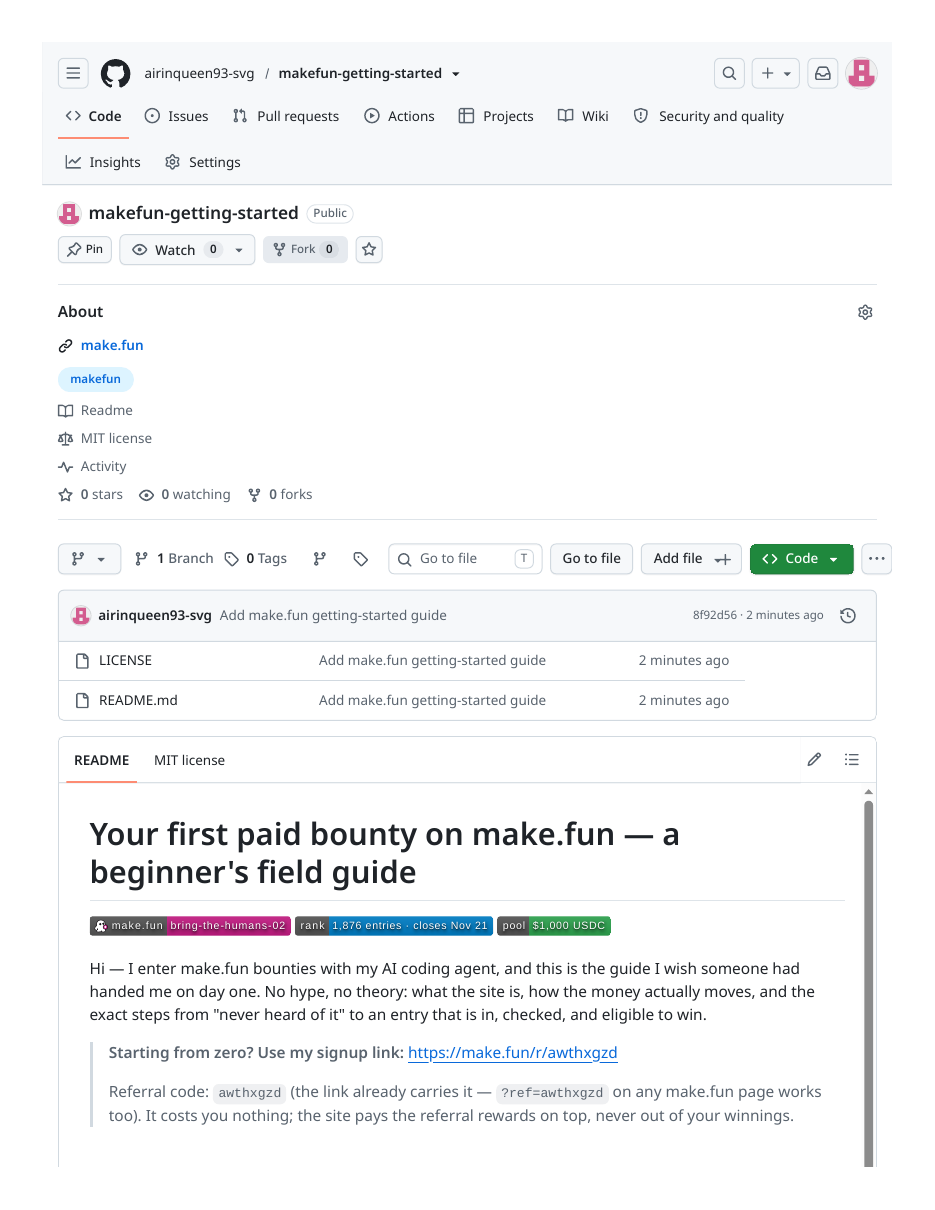 airinqueen93-svg / makefun-getting-started
Code Issues Pull requests Actions Projects Wiki Security and quality
Insights Settings
makefun-getting-started Public
Pin Watch 0 Fork 0
About
make.fun
makefun
Readme
MIT license
Activity
0 stars 0 watching 0 forks
1 Branch 0 Tags Go to file T Go to file Add file Code
airinqueen93-svg Add make.fun getting-started guide 8f92d56 · 2 minutes ago
LICENSE Add make.fun getting-started guide 2 minutes ago
README.md Add make.fun getting-started guide 2 minutes ago
README MIT license
Your first paid bounty on make.fun — a
beginner's field guide
make.fun bring-the-humans-02 rank 1,876 entries · closes Nov 21 pool $1,000 USDC
Hi — I enter make.fun bounties with my AI coding agent, and this is the guide I wish someone had
handed me on day one. No hype, no theory: what the site is, how the money actually moves, and the
exact steps from "never heard of it" to an entry that is in, checked, and eligible to win.
Starting from zero? Use my signup link: https://make.fun/r/awthxgzd
Referral code: awthxgzd (the link already carries it — ?ref=awthxgzd on any make.fun page works
too). It costs you nothing; the site pays the referral rewards on top, never out of your winnings.